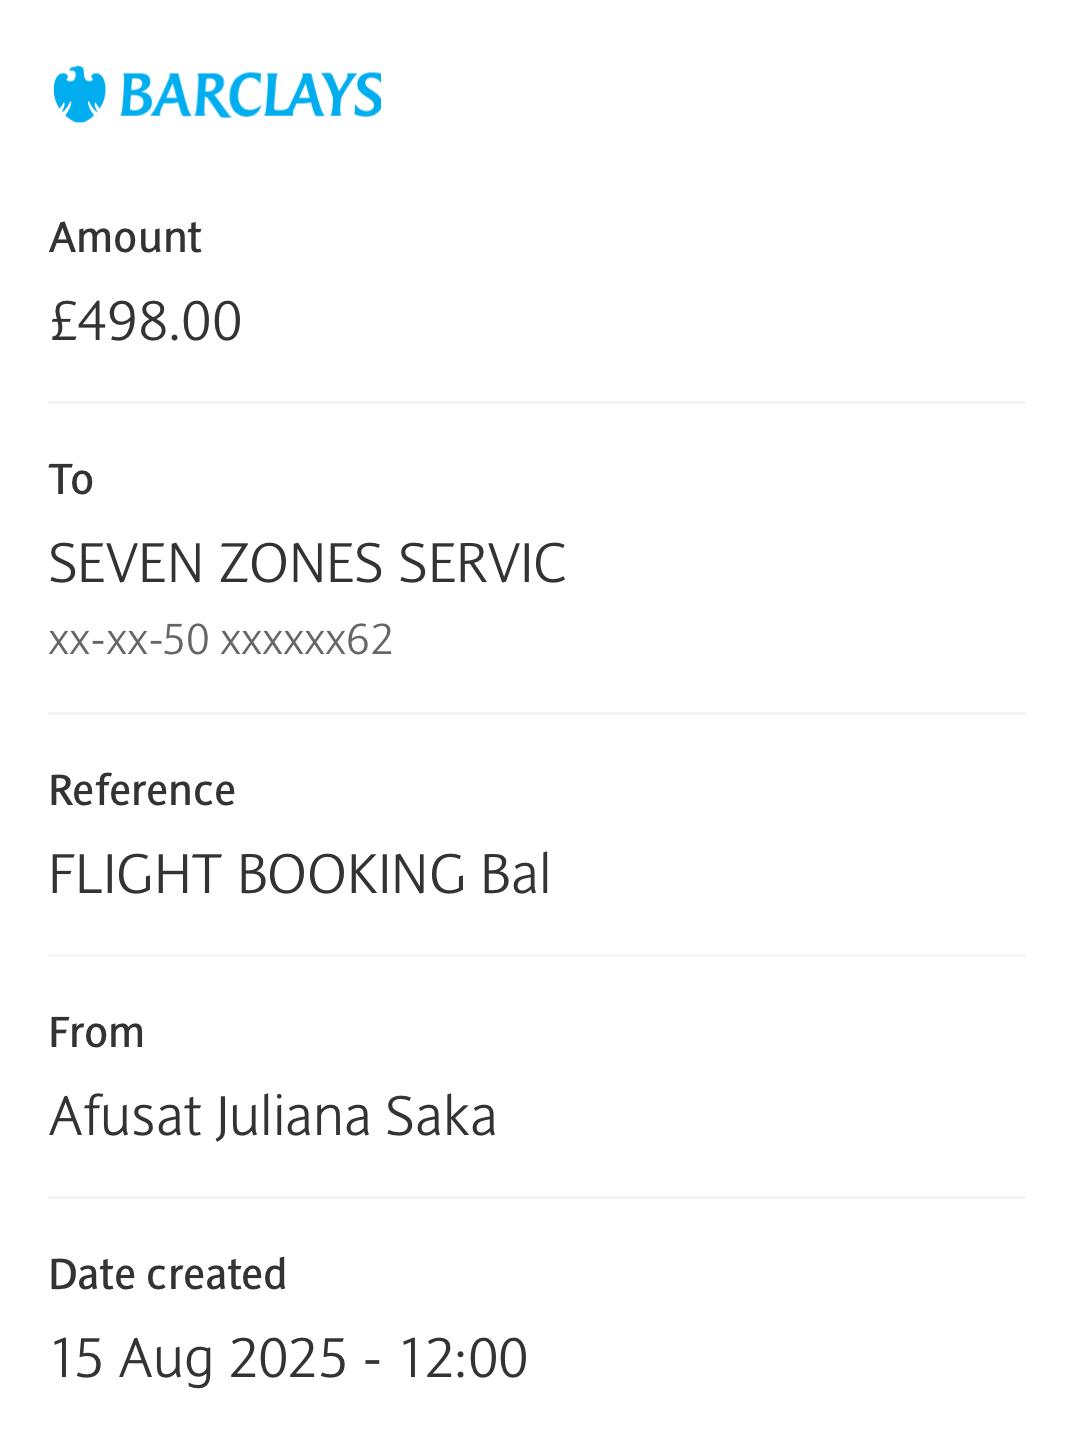 BARCLAYS
Amount
£498.00
To
SEVEN ZONES SERVIC
xx-xx-50 xxxxxx62
Reference
FLIGHT BOOKING Bal
From
Afusat Juliana Saka
Date created
15 Aug 2025 - 12:00